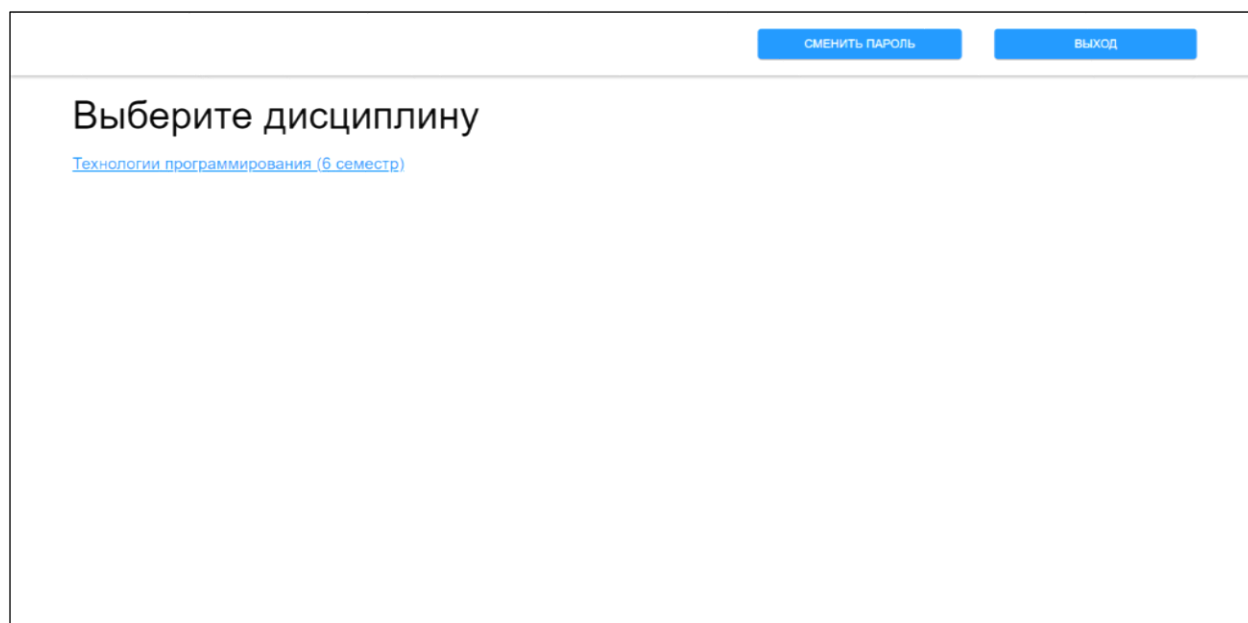 СМЕНИТЬ ПАРОЛЬ
ВЫХОД
Выберите дисциплину
Технологии программирования (6 семестр)